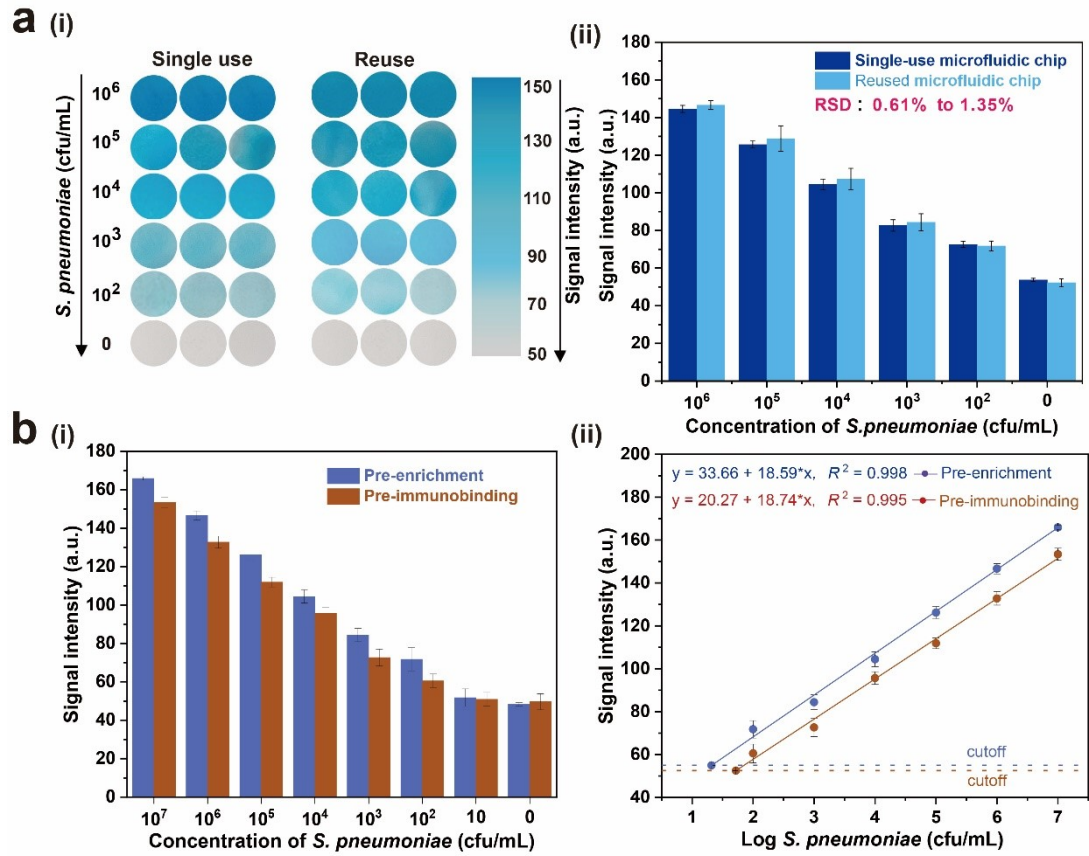 a (i)
Single use
Reuse
S. pneumoniae (cfu/mL)
10⁶
10⁵
10⁴
10³
10²
0
150
130
110
90
70
50
Signal intensity (a.u.)
(ii)
Signal intensity (a.u.)
180
160
140
120
100
80
60
40
20
0
Single-use microfluidic chip
Reused microfluidic chip
RSD : 0.61% to 1.35%
10⁶ 10⁵ 10⁴ 10³ 10² 0
Concentration of S.pneumoniae (cfu/mL)
b (i)
Signal intensity (a.u.)
180
160
140
120
100
80
60
40
20
0
Pre-enrichment
Pre-immunobinding
10⁷ 10⁶ 10⁵ 10⁴ 10³ 10² 10 0
Concentration of S. pneumoniae (cfu/mL)
(ii)
Signal intensity (a.u.)
200
180
160
140
120
100
80
60
40
y = 33.66 + 18.59*x, R² = 0.998 Pre-enrichment
y = 20.27 + 18.74*x, R² = 0.995 Pre-immunobinding
cutoff
cutoff
1 2 3 4 5 6 7
Log S. pneumoniae (cfu/mL)